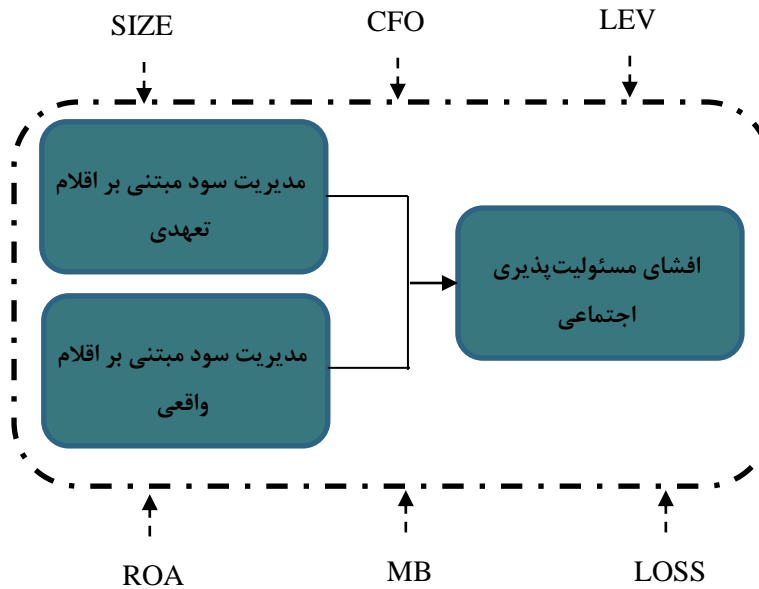 SIZE
CFO
LEV
مدیریت سود مبتنی بر اقلام
تعهدی
افشای مسئولیت‌پذیری
اجتماعی
مدیریت سود مبتنی بر اقلام
واقعی
ROA
MB
LOSS